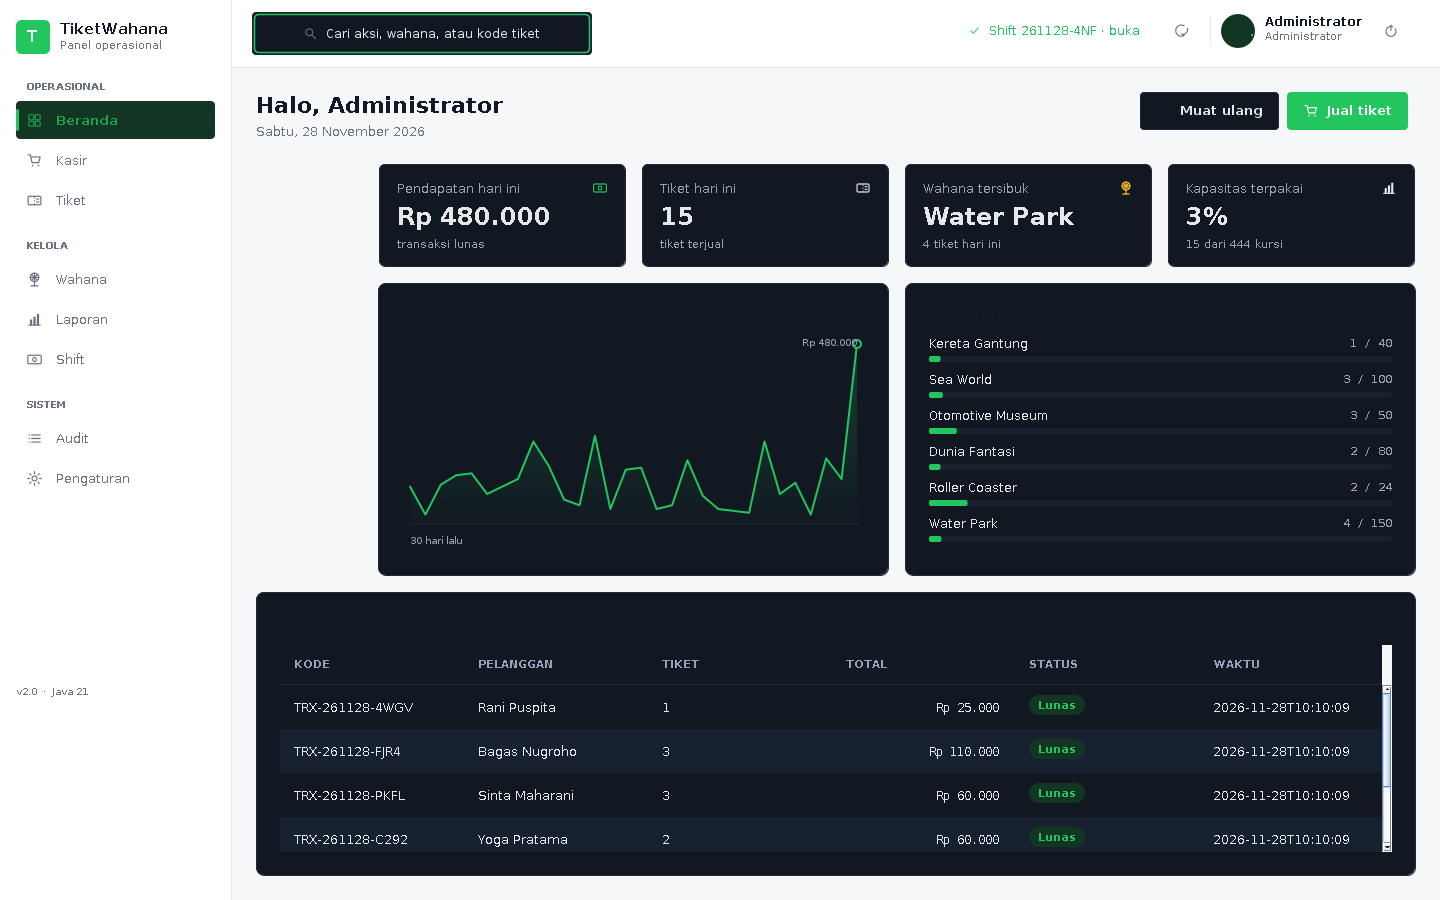 T
TiketWahana
Panel operasional
Cari aksi, wahana, atau kode tiket
Shift 261128-4NF · buka
Administrator
Administrator
OPERASIONAL
Beranda
Kasir
Tiket
KELOLA
Wahana
Laporan
Shift
SISTEM
Audit
Pengaturan
v2.0 · Java 21
Halo, Administrator
Sabtu, 28 November 2026
Muat ulang
Jual tiket
Pendapatan hari ini
Rp 480.000
transaksi lunas
Tiket hari ini
15
tiket terjual
Wahana tersibuk
Water Park
4 tiket hari ini
Kapasitas terpakai
3%
15 dari 444 kursi
Rp 480.000
30 hari lalu
Kereta Gantung 1 / 40
Sea World 3 / 100
Otomotive Museum 3 / 50
Dunia Fantasi 2 / 80
Roller Coaster 2 / 24
Water Park 4 / 150
KODE PELANGGAN TIKET TOTAL STATUS WAKTU
TRX-261128-4WGV Rani Puspita 1 Rp 25.000 Lunas 2026-11-28T10:10:09
TRX-261128-FJR4 Bagas Nugroho 3 Rp 110.000 Lunas 2026-11-28T10:10:09
TRX-261128-PKFL Sinta Maharani 3 Rp 60.000 Lunas 2026-11-28T10:10:09
TRX-261128-C292 Yoga Pratama 2 Rp 60.000 Lunas 2026-11-28T10:10:09